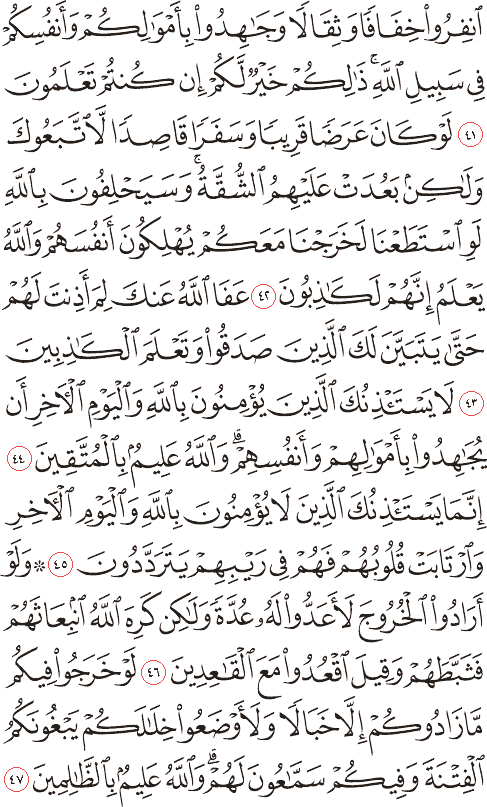 ٱنفِرُوا۟ خِفَافًا وَثِقَالًا وَجَـٰهِدُوا۟ بِأَمْوَٰلِكُمْ وَأَنفُسِكُمْ
فِى سَبِيلِ ٱللَّهِ ۚ ذَٰلِكُمْ خَيْرٌ لَّكُمْ إِن كُنتُمْ تَعْلَمُونَ
٤١ لَوْ كَانَ عَرَضًا قَرِيبًا وَسَفَرًا قَاصِدًا لَّٱتَّبَعُوكَ
وَلَـٰكِنۢ بَعُدَتْ عَلَيْهِمُ ٱلشُّقَّةُ ۚ وَسَيَحْلِفُونَ بِٱللَّهِ
لَوِ ٱسْتَطَعْنَا لَخَرَجْنَا مَعَكُمْ يُهْلِكُونَ أَنفُسَهُمْ وَٱللَّهُ
يَعْلَمُ إِنَّهُمْ لَكَـٰذِبُونَ ٤٢ عَفَا ٱللَّهُ عَنكَ لِمَ أَذِنتَ لَهُمْ
حَتَّىٰ يَتَبَيَّنَ لَكَ ٱلَّذِينَ صَدَقُوا۟ وَتَعْلَمَ ٱلْكَـٰذِبِينَ
٤٣ لَا يَسْتَـْٔذِنُكَ ٱلَّذِينَ يُؤْمِنُونَ بِٱللَّهِ وَٱلْيَوْمِ ٱلْـَٔاخِرِ أَن
يُجَـٰهِدُوا۟ بِأَمْوَٰلِهِمْ وَأَنفُسِهِمْ ۗ وَٱللَّهُ عَلِيمٌۢ بِٱلْمُتَّقِينَ ٤٤
إِنَّمَا يَسْتَـْٔذِنُكَ ٱلَّذِينَ لَا يُؤْمِنُونَ بِٱللَّهِ وَٱلْيَوْمِ ٱلْـَٔاخِرِ
وَٱرْتَابَتْ قُلُوبُهُمْ فَهُمْ فِى رَيْبِهِمْ يَتَرَدَّدُونَ ٤٥ ۞ وَلَوْ
أَرَادُوا۟ ٱلْخُرُوجَ لَأَعَدُّوا۟ لَهُۥ عُدَّةً وَلَـٰكِن كَرِهَ ٱللَّهُ ٱنۢبِعَاثَهُمْ
فَثَبَّطَهُمْ وَقِيلَ ٱقْعُدُوا۟ مَعَ ٱلْقَـٰعِدِينَ ٤٦ لَوْ خَرَجُوا۟ فِيكُم
مَّا زَادُوكُمْ إِلَّا خَبَالًا وَلَأَوْضَعُوا۟ خِلَـٰلَكُمْ يَبْغُونَكُمُ
ٱلْفِتْنَةَ وَفِيكُمْ سَمَّـٰعُونَ لَهُمْ ۗ وَٱللَّهُ عَلِيمٌۢ بِٱلظَّـٰلِمِينَ ٤٧